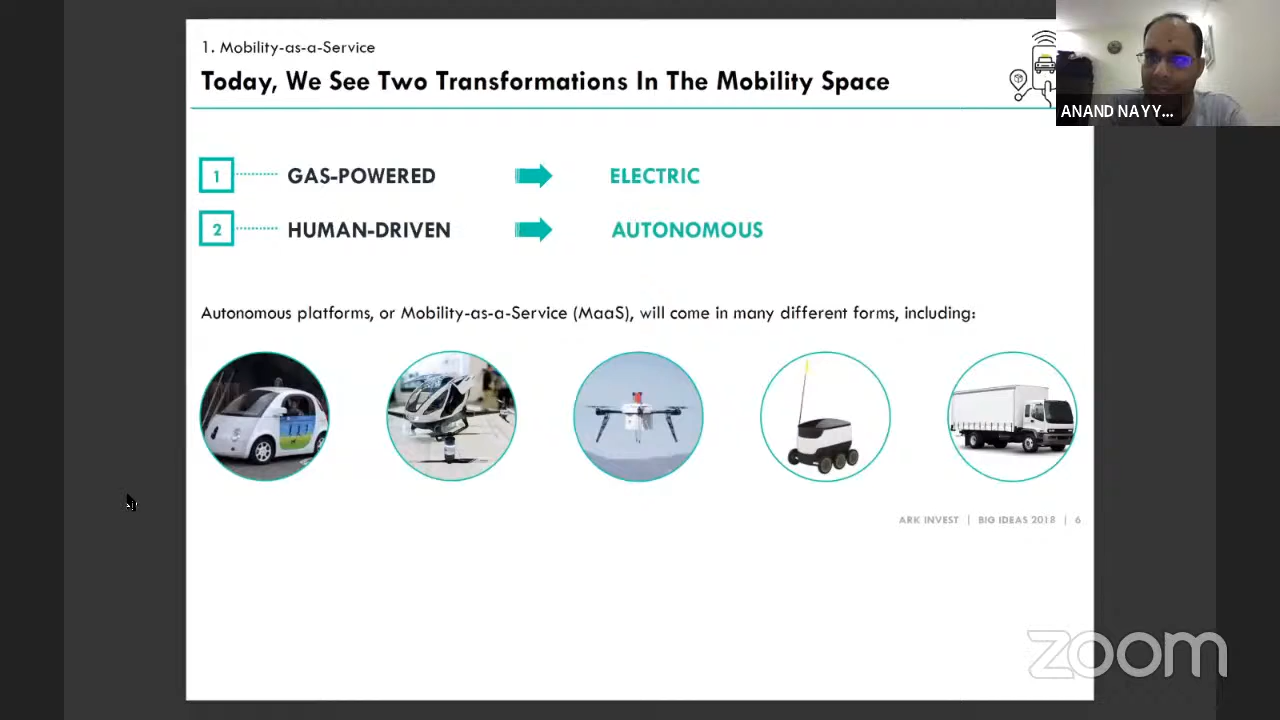 1. Mobility-as-a-Service
Today, We See Two Transformations In The Mobility Space
ANAND NAYY...
1 GAS-POWERED ELECTRIC
2 HUMAN-DRIVEN AUTONOMOUS
Autonomous platforms, or Mobility-as-a-Service (MaaS), will come in many different forms, including:
ARK INVEST | BIG IDEAS 2018 | 6
zoom